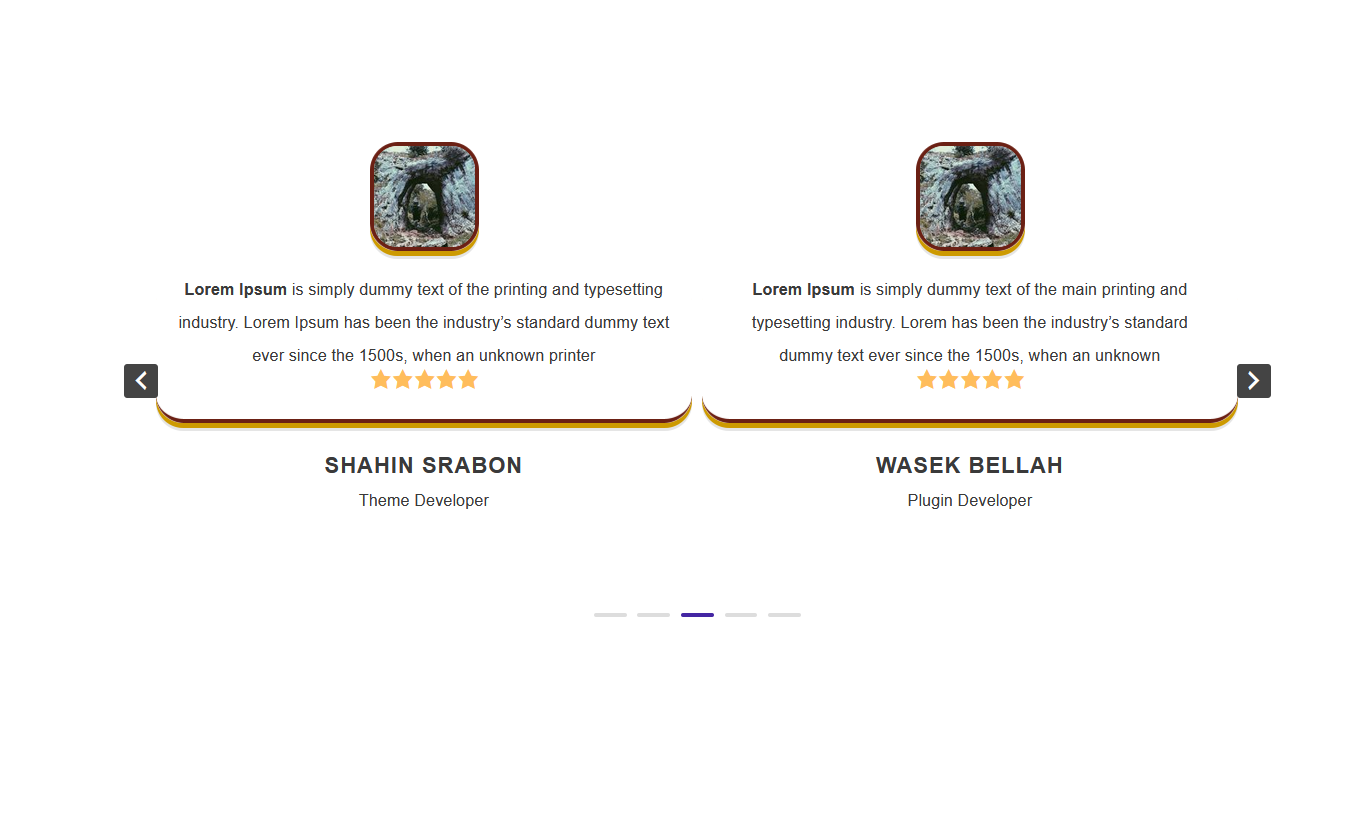 Lorem Ipsum is simply dummy text of the printing and typesetting
industry. Lorem Ipsum has been the industry’s standard dummy text
ever since the 1500s, when an unknown printer
SHAHIN SRABON
Theme Developer
Lorem Ipsum is simply dummy text of the main printing and
typesetting industry. Lorem has been the industry’s standard
dummy text ever since the 1500s, when an unknown
WASEK BELLAH
Plugin Developer